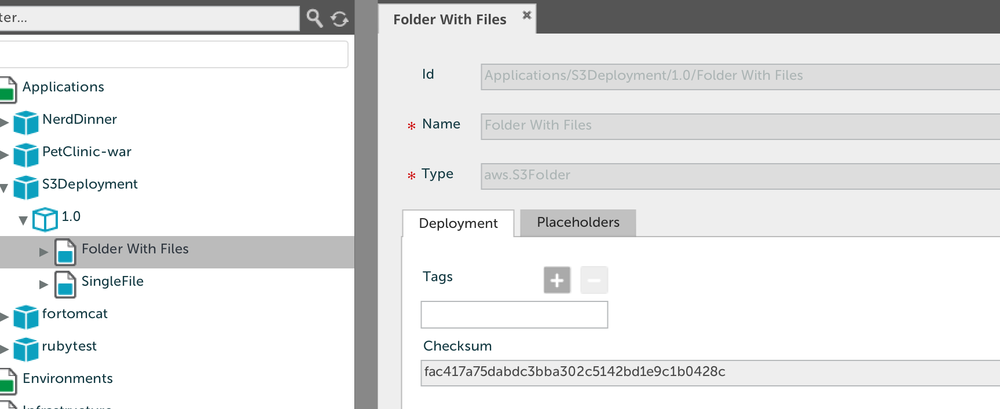 ter...
Applications
NerdDinner
PetClinic-war
S3Deployment
1.0
Folder With Files
SingleFile
fortomcat
rubytest
Environments
Infrastructure
Folder With Files
Id
Applications/S3Deployment/1.0/Folder With Files
* Name
Folder With Files
* Type
aws.S3Folder
Deployment
Placeholders
Tags
Checksum
fac417a75dabdc3bba302c5142bd1e9c1b0428c